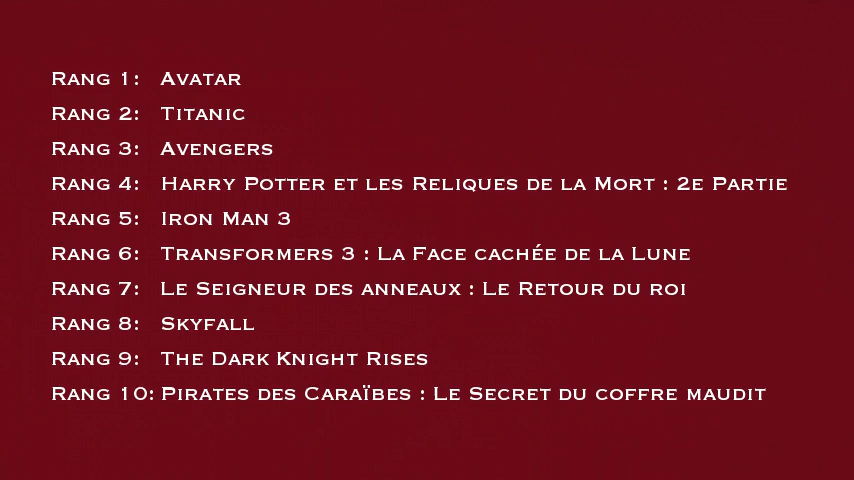 Rang 1: Avatar
Rang 2: Titanic
Rang 3: Avengers
Rang 4: Harry Potter et les Reliques de la Mort : 2e Partie
Rang 5: Iron Man 3
Rang 6: Transformers 3 : La Face cachée de la Lune
Rang 7: Le Seigneur des anneaux : Le Retour du roi
Rang 8: Skyfall
Rang 9: The Dark Knight Rises
Rang 10: Pirates des Caraïbes : Le Secret du coffre maudit